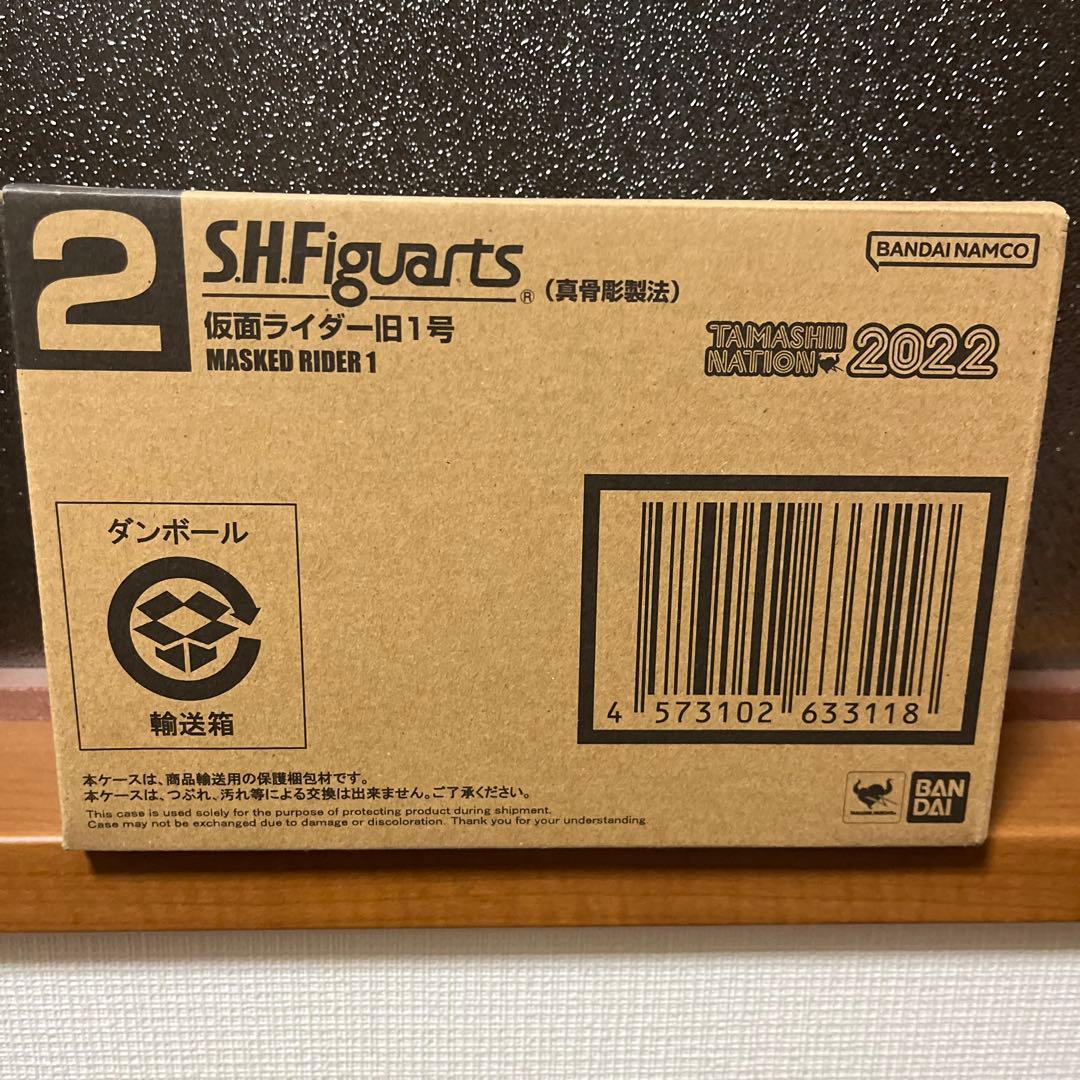 2
S.H.Figuarts® (真骨彫製法)
仮面ライダー旧1号
MASKED RIDER 1
BANDAI NAMCO
TAMASHII
NATION 2022
ダンボール
輸送箱
4 573102 633118
本ケースは、商品輸送用の保護梱包材です。
本ケースは、つぶれ、汚れ等による交換は出来ません。ご了承ください。
This case is used solely for the purpose of protecting product during shipment.
Case may not be exchanged due to damage or discoloration. Thank you for your understanding.
BAN
DAI